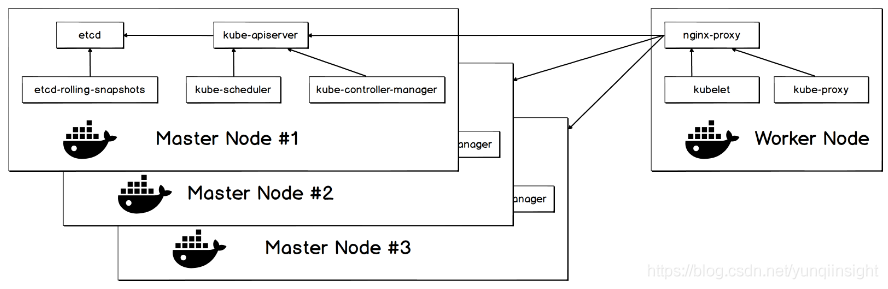 etcd
kube-apiserver
nginx-proxy
etcd-rolling-snapshots
kube-scheduler
kube-controller-manager
kubelet
kube-proxy
Master Node #1
anager
Worker Node
Master Node #2
anager
Master Node #3
https://blog.csdn.net/yunqiinsight